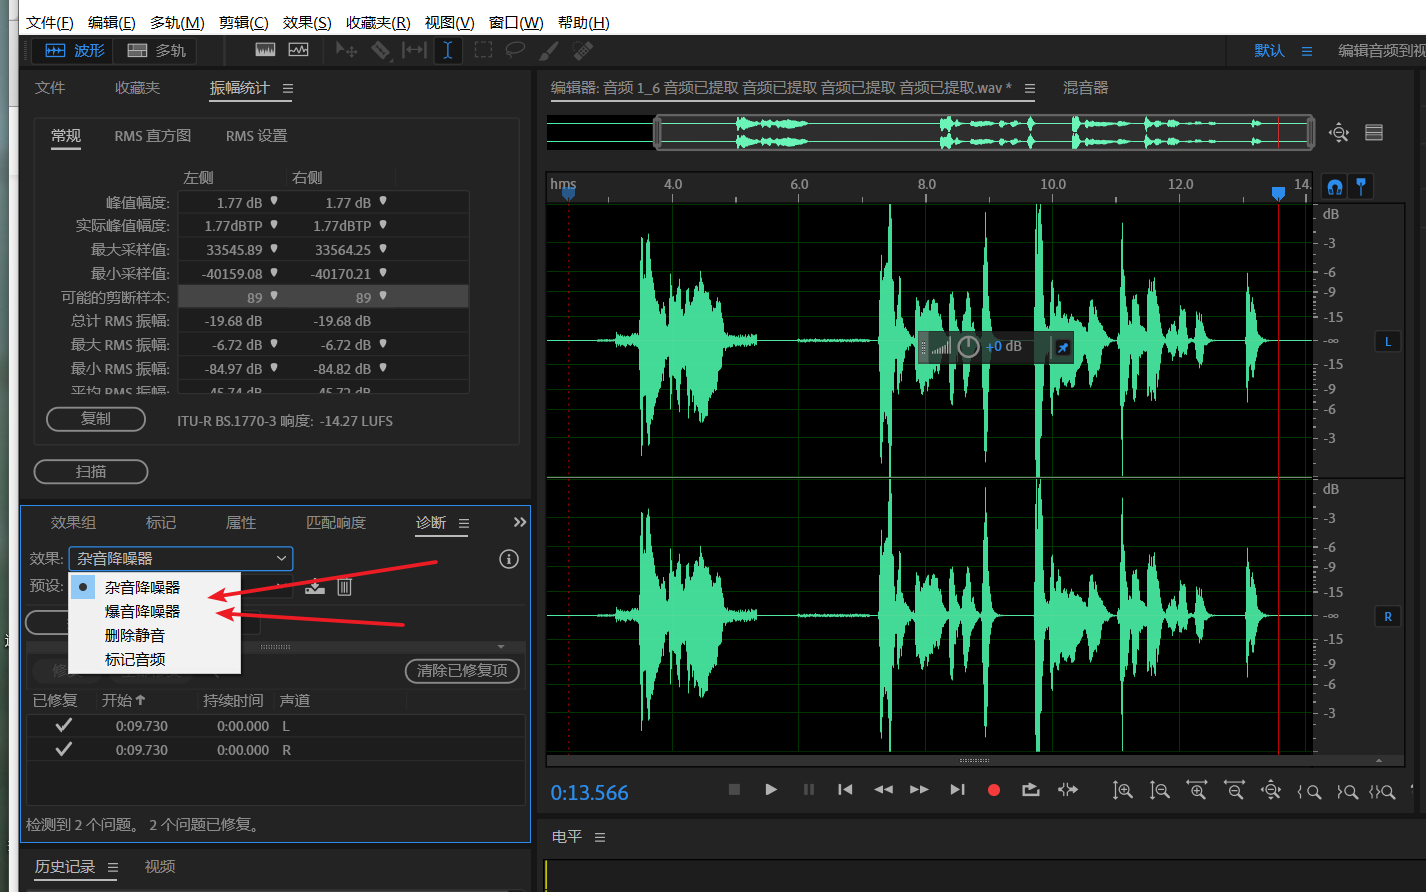 文件(F) 编辑(E) 多轨(M) 剪辑(C) 效果(S) 收藏夹(R) 视图(V) 窗口(W) 帮助(H)
波形 多轨 默认 编辑音频到视
文件 收藏夹 振幅统计
编辑器: 音频 1_6 音频已提取 音频已提取 音频已提取 音频已提取.wav * 混音器
常规 RMS 直方图 RMS 设置
左侧 右侧
峰值幅度: 1.77 dB 1.77 dB
实际峰值幅度: 1.77dBTP 1.77dBTP
最大采样值: 33545.89 33564.25
最小采样值: -40159.08 -40170.21
可能的剪断样本: 89 89
总计 RMS 振幅: -19.68 dB -19.68 dB
最大 RMS 振幅: -6.72 dB -6.72 dB
最小 RMS 振幅: -84.97 dB -84.82 dB
平均 RMS 振幅: -45.74 dB -45.72 dB
复制 ITU-R BS.1770-3 响度: -14.27 LUFS
扫描
hms 4.0 6.0 8.0 10.0 12.0 14.
dB
-3
-6
-9
-15
-∞
-15
-9
-6
-3
L
+0 dB
dB
-3
-6
-9
-15
-∞
-15
-9
-6
-3
R
效果组 标记 属性 匹配响度 诊断
效果: 杂音降噪器
预设:
杂音降噪器
爆音降噪器
删除静音
标记音频
清除已修复项
已修复 开始 持续时间 声道
0:09.730 0:00.000 L
0:09.730 0:00.000 R
检测到 2 个问题。 2 个问题已修复。
0:13.566
历史记录 视频
电平